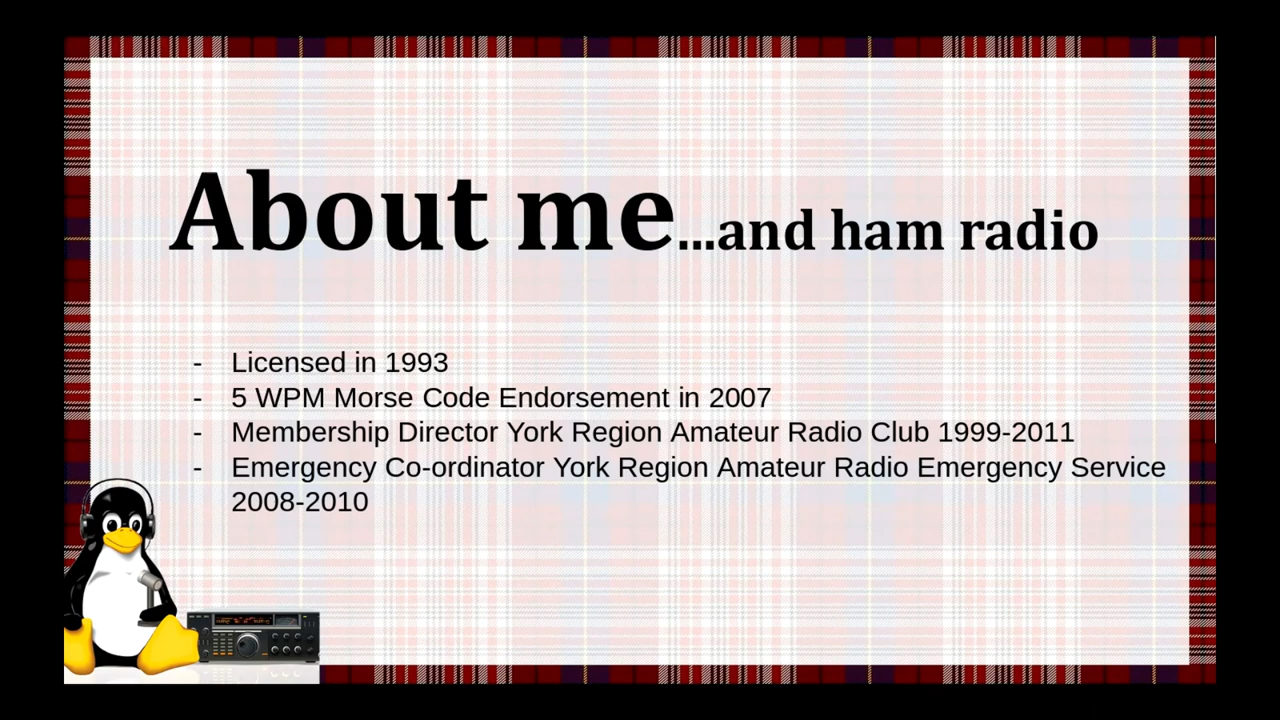 About me...and ham radio
- Licensed in 1993
- 5 WPM Morse Code Endorsement in 2007
- Membership Director York Region Amateur Radio Club 1999-2011
- Emergency Co-ordinator York Region Amateur Radio Emergency Service
2008-2010